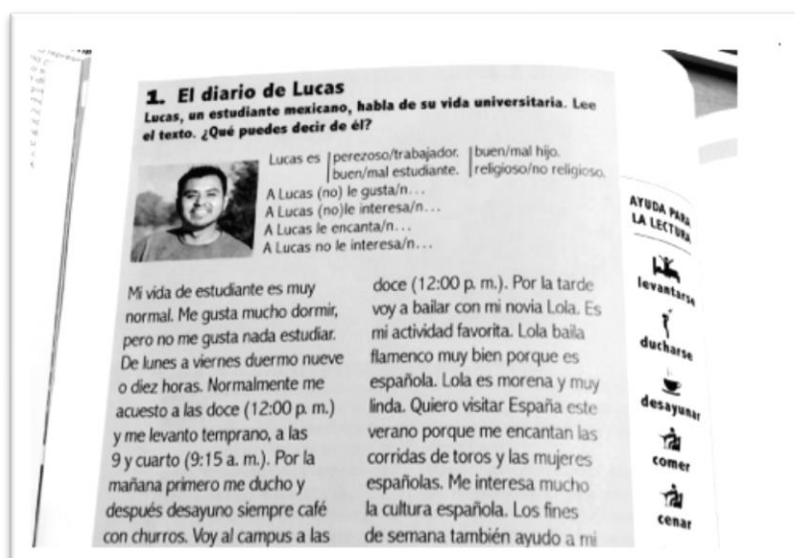 1. El diario de Lucas
Lucas, un estudiante mexicano, habla de su vida universitaria. Lee
el texto. ¿Qué puedes decir de él?
Lucas es perezoso/trabajador. buen/mal hijo.
buen/mal estudiante. religioso/no religioso.
A Lucas (no) le gusta/n...
A Lucas (no)le interesa/n...
A Lucas le encanta/n...
A Lucas no le interesa/n...
Mi vida de estudiante es muy
normal. Me gusta mucho dormir,
pero no me gusta nada estudiar.
De lunes a viernes duermo nueve
o diez horas. Normalmente me
acuesto a las doce (12:00 p. m.)
y me levanto temprano, a las
9 y cuarto (9:15 a. m.). Por la
mañana primero me ducho y
después desayuno siempre café
con churros. Voy al campus a las
doce (12:00 p. m.). Por la tarde
voy a bailar con mi novia Lola. Es
mi actividad favorita. Lola baila
flamenco muy bien porque es
española. Lola es morena y muy
linda. Quiero visitar España este
verano porque me encantan las
corridas de toros y las mujeres
españolas. Me interesa mucho
la cultura española. Los fines
de semana también ayudo a mi
AYUDA PARA
LA LECTURA
levantarse
ducharse
desayunar
comer
cenar